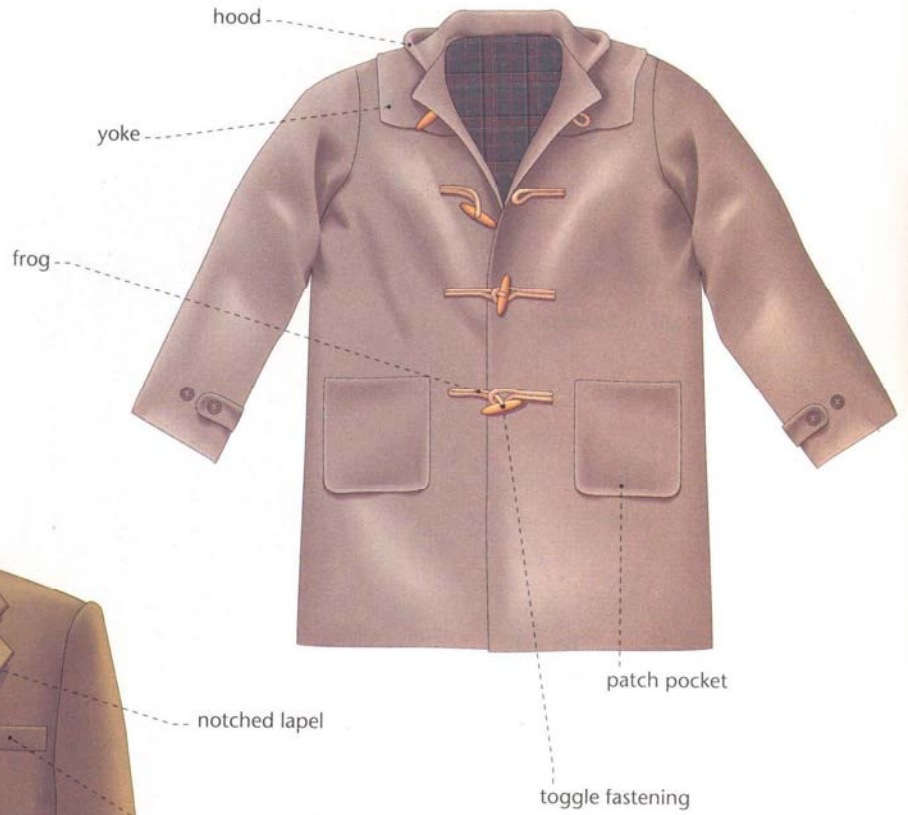 hood
yoke
frog
patch pocket
notched lapel
toggle fastening